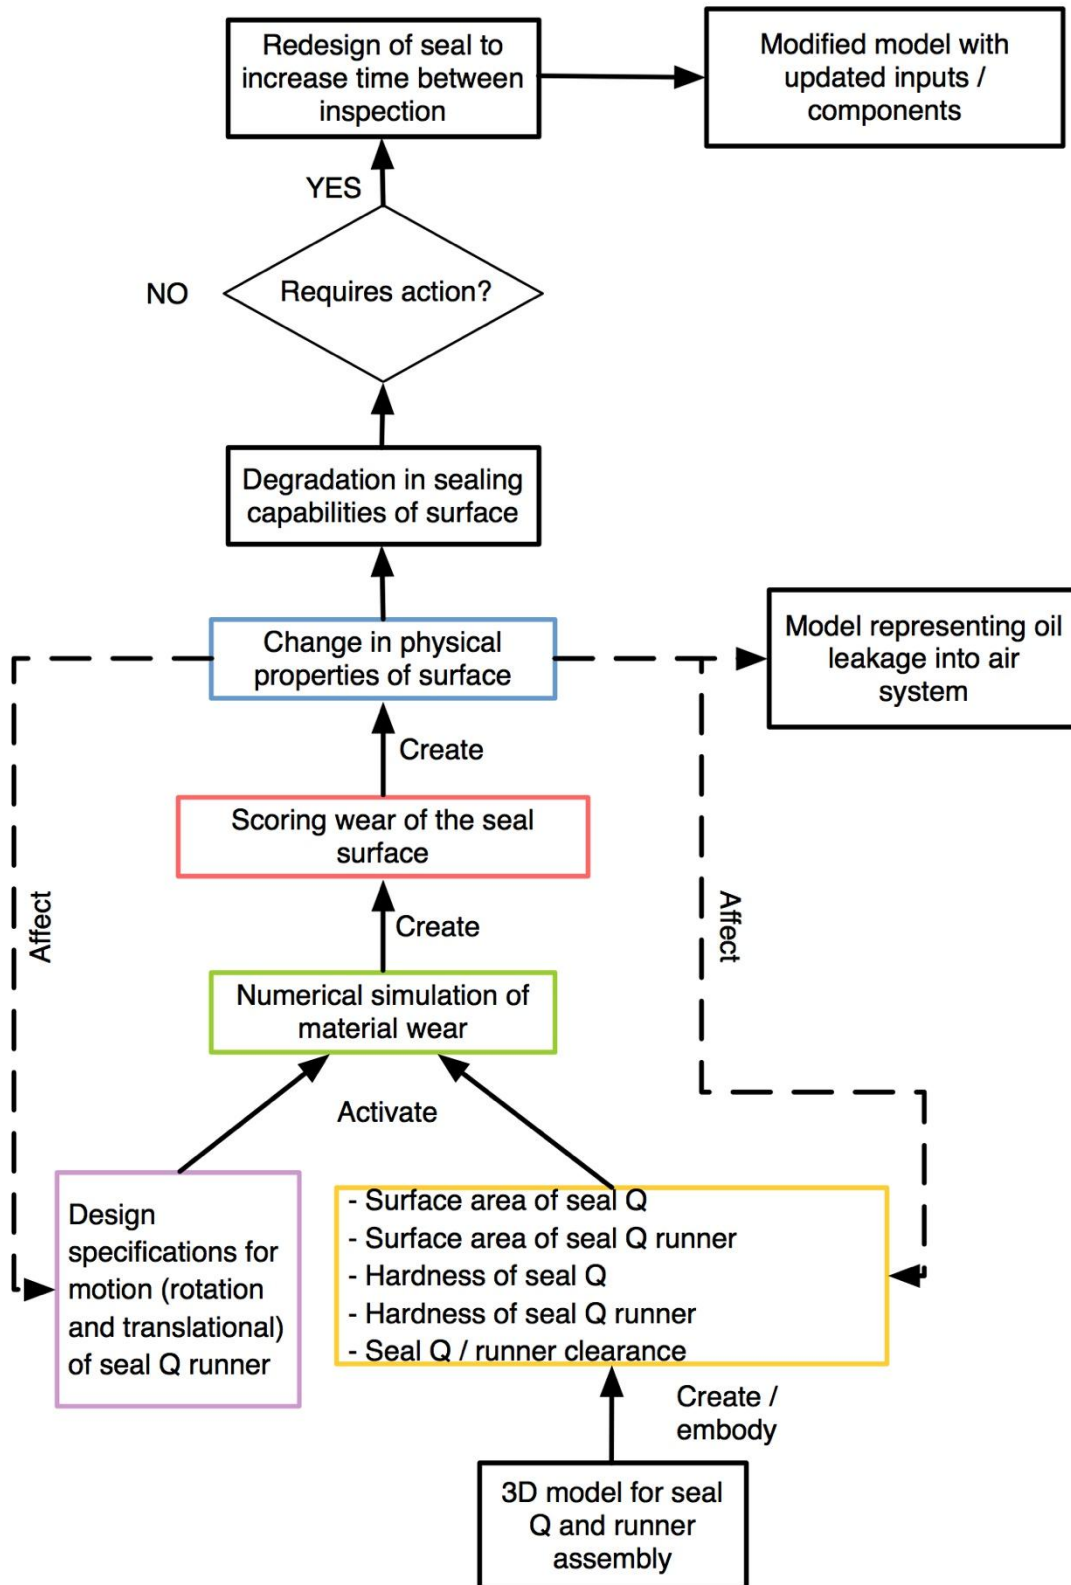 Redesign of seal to
increase time between
inspection
Modified model with
updated inputs /
components
YES
NO
Requires action?
Degradation in sealing
capabilities of surface
Change in physical
properties of surface
Model representing oil
leakage into air
system
Create
Scoring wear of the seal
surface
Affect
Create
Affect
Numerical simulation of
material wear
Activate
Design
specifications for
motion (rotation
and translational)
of seal Q runner
- Surface area of seal Q
- Surface area of seal Q runner
- Hardness of seal Q
- Hardness of seal Q runner
- Seal Q / runner clearance
Create /
embody
3D model for seal
Q and runner
assembly